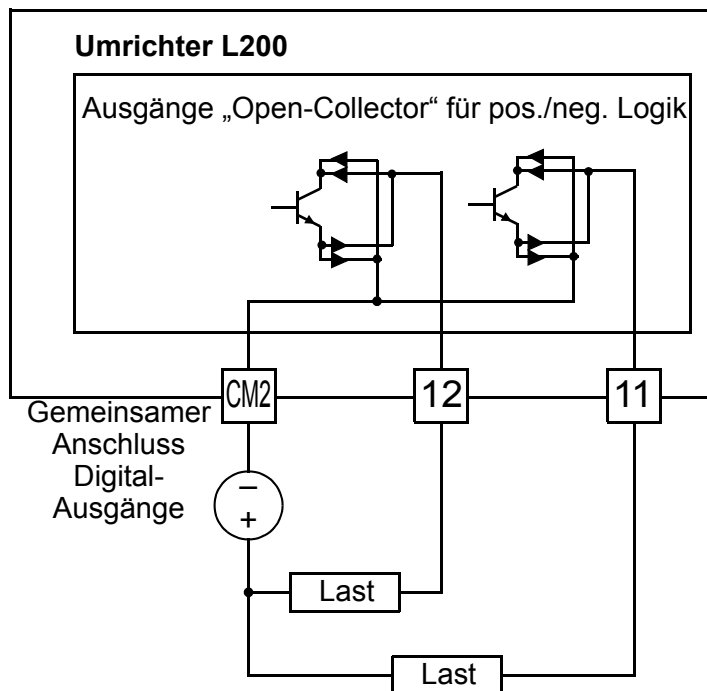 Umrichter L200
Ausgänge „Open-Collector“ für pos./neg. Logik
CM2
12
11
Gemeinsamer
Anschluss
Digital-
Ausgänge
–
+
Last
Last